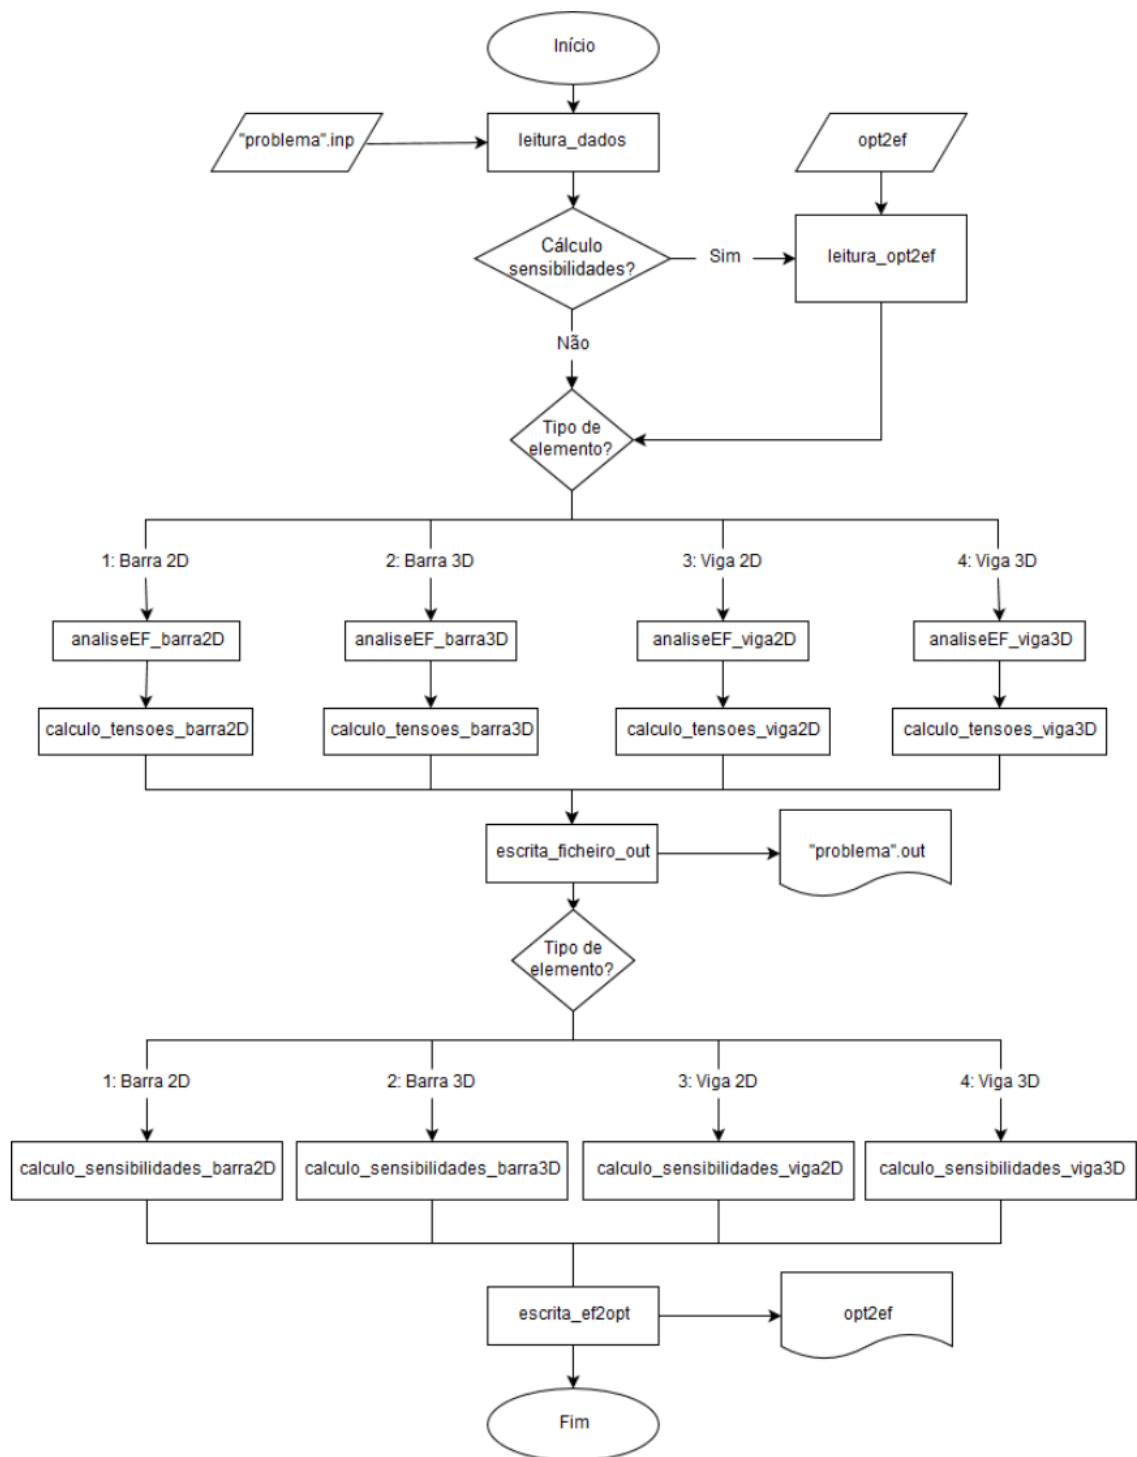 Início
"problema".inp
leitura_dados
opt2ef
Cálculo
sensibilidades?
Sim
leitura_opt2ef
Não
Tipo de
elemento?
1: Barra 2D
2: Barra 3D
3: Viga 2D
4: Viga 3D
analiseEF_barra2D
analiseEF_barra3D
analiseEF_viga2D
analiseEF_viga3D
calculo_tensoes_barra2D
calculo_tensoes_barra3D
calculo_tensoes_viga2D
calculo_tensoes_viga3D
escrita_ficheiro_out
"problema".out
Tipo de
elemento?
1: Barra 2D
2: Barra 3D
3: Viga 2D
4: Viga 3D
calculo_sensibilidades_barra2D
calculo_sensibilidades_barra3D
calculo_sensibilidades_viga2D
calculo_sensibilidades_viga3D
escrita_ef2opt
opt2ef
Fim